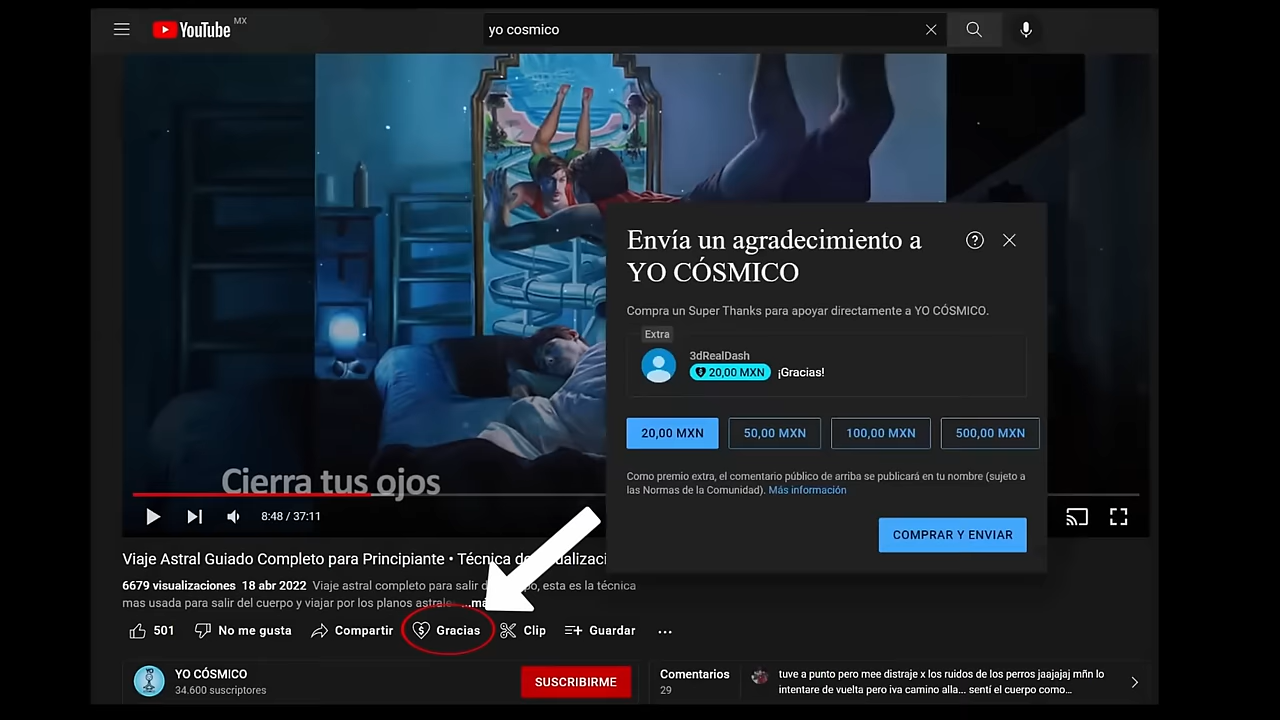 YouTube MX
yo cosmico
Envía un agradecimiento a
YO CÓSMICO
Compra un Super Thanks para apoyar directamente a YO CÓSMICO.
Extra
3dRealDash
20,00 MXN ¡Gracias!
20,00 MXN 50,00 MXN 100,00 MXN 500,00 MXN
Como premio extra, el comentario público de arriba se publicará en tu nombre (sujeto a
las Normas de la Comunidad). Más información
COMPRAR Y ENVIAR
Cierra tus ojos
8:48 / 37:11
Viaje Astral Guiado Completo para Principiante • Técnica de
6679 visualizaciones 18 abr 2022 Viaje astral completo para salir de po, esta es la técnica
mas usada para salir del cuerpo y viajar por los planos astrale ...má
501 No me gusta Compartir Gracias Clip Guardar
YO CÓSMICO
34.600 suscriptores
SUSCRIBIRME
Comentarios
29
tuve a punto pero mee distraje x los ruidos de los perros jaajajaj mñn lo
intentare de vuelta pero iva camino alla... sentí el cuerpo como...